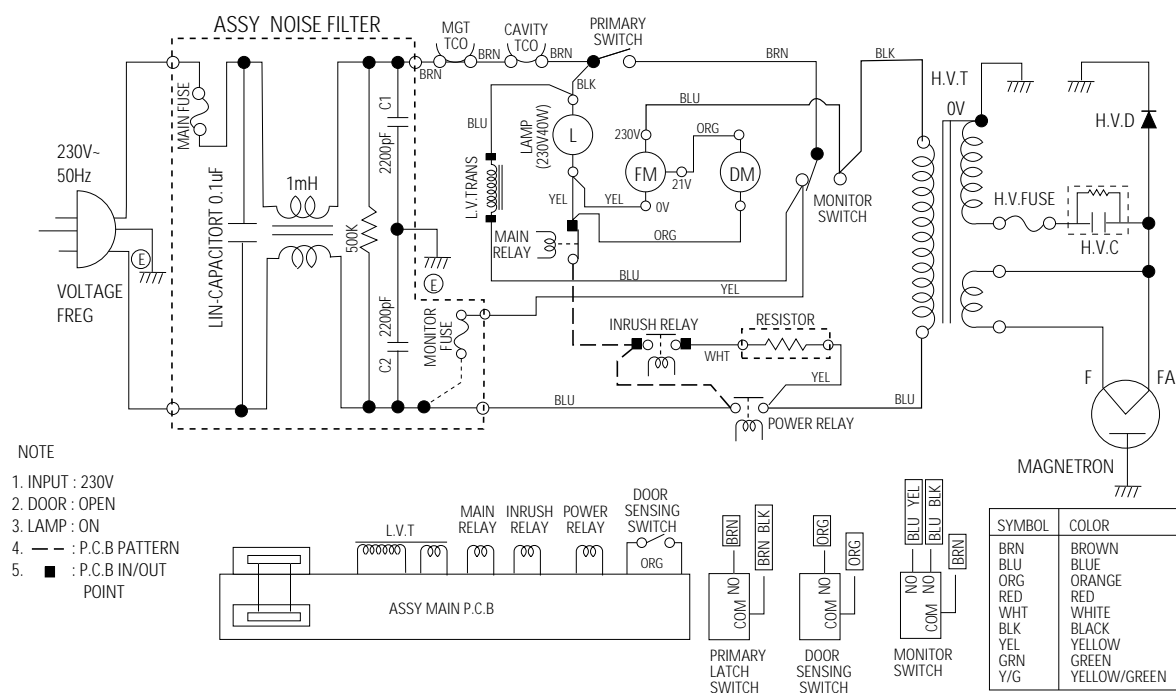 ASSY NOISE FILTER
MGT
TCO
CAVITY
TCO
PRIMARY
SWITCH
BRN
BRN
BRN
BRN
BLK
BLK
H.V.T
0V
H.V.D
MAIN FUSE
C1
2200pF
BLU
LAMP
(230V40W)
L
BLU
230V
ORG
FM
21V
DM
0V
230V~
50Hz
1mH
500K
LIN-CAPACITORT 0.1uF
L.V.TRANS
YEL
YEL
MONITOR
SWITCH
H.V.FUSE
H.V.C
E
E
VOLTAGE
FREG
MAIN
RELAY
ORG
BLU
YEL
2200pF
C2
MONITOR
FUSE
INRUSH RELAY
RESISTOR
WHT
YEL
BLU
BLU
POWER RELAY
F
FA
MAGNETRON
NOTE
1. INPUT : 230V
2. DOOR : OPEN
3. LAMP : ON
4. — – : P.C.B PATTERN
5. ■ : P.C.B IN/OUT
POINT
L.V.T
MAIN
RELAY
INRUSH
RELAY
POWER
RELAY
DOOR
SENSING
SWITCH
ORG
ASSY MAIN P.C.B
BRN
BRN BLK
COM NO
PRIMARY
LATCH
SWITCH
ORG
ORG
COM NO
DOOR
SENSING
SWITCH
BLU YEL
BLU BLK
BRN
NO
COM NO
MONITOR
SWITCH
SYMBOL COLOR
BRN BROWN
BLU BLUE
ORG ORANGE
RED RED
WHT WHITE
BLK BLACK
YEL YELLOW
GRN GREEN
Y/G YELLOW/GREEN